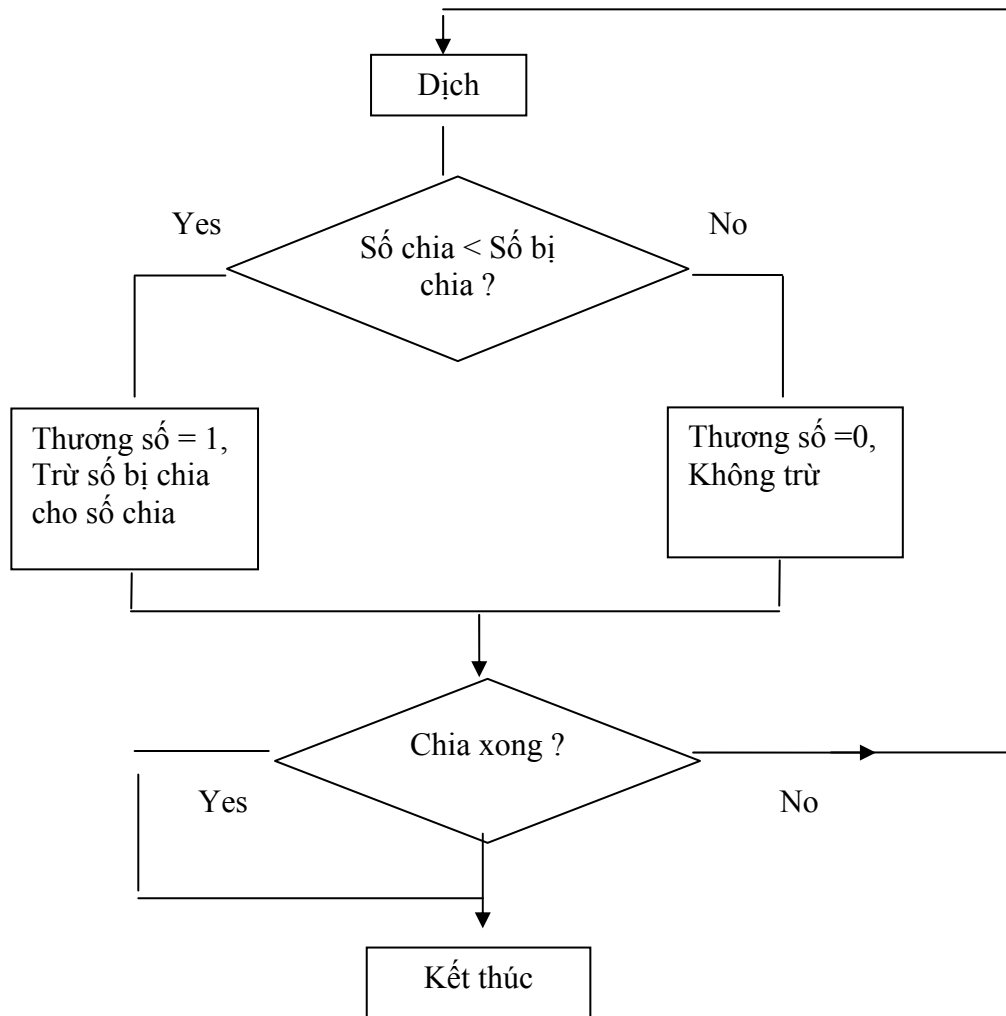 Dịch
Yes
No
Số chia < Số bị
chia ?
Thương số = 1,
Trừ số bị chia
cho số chia
Thương số =0,
Không trừ
Chia xong ?
Yes
No
Kết thúc